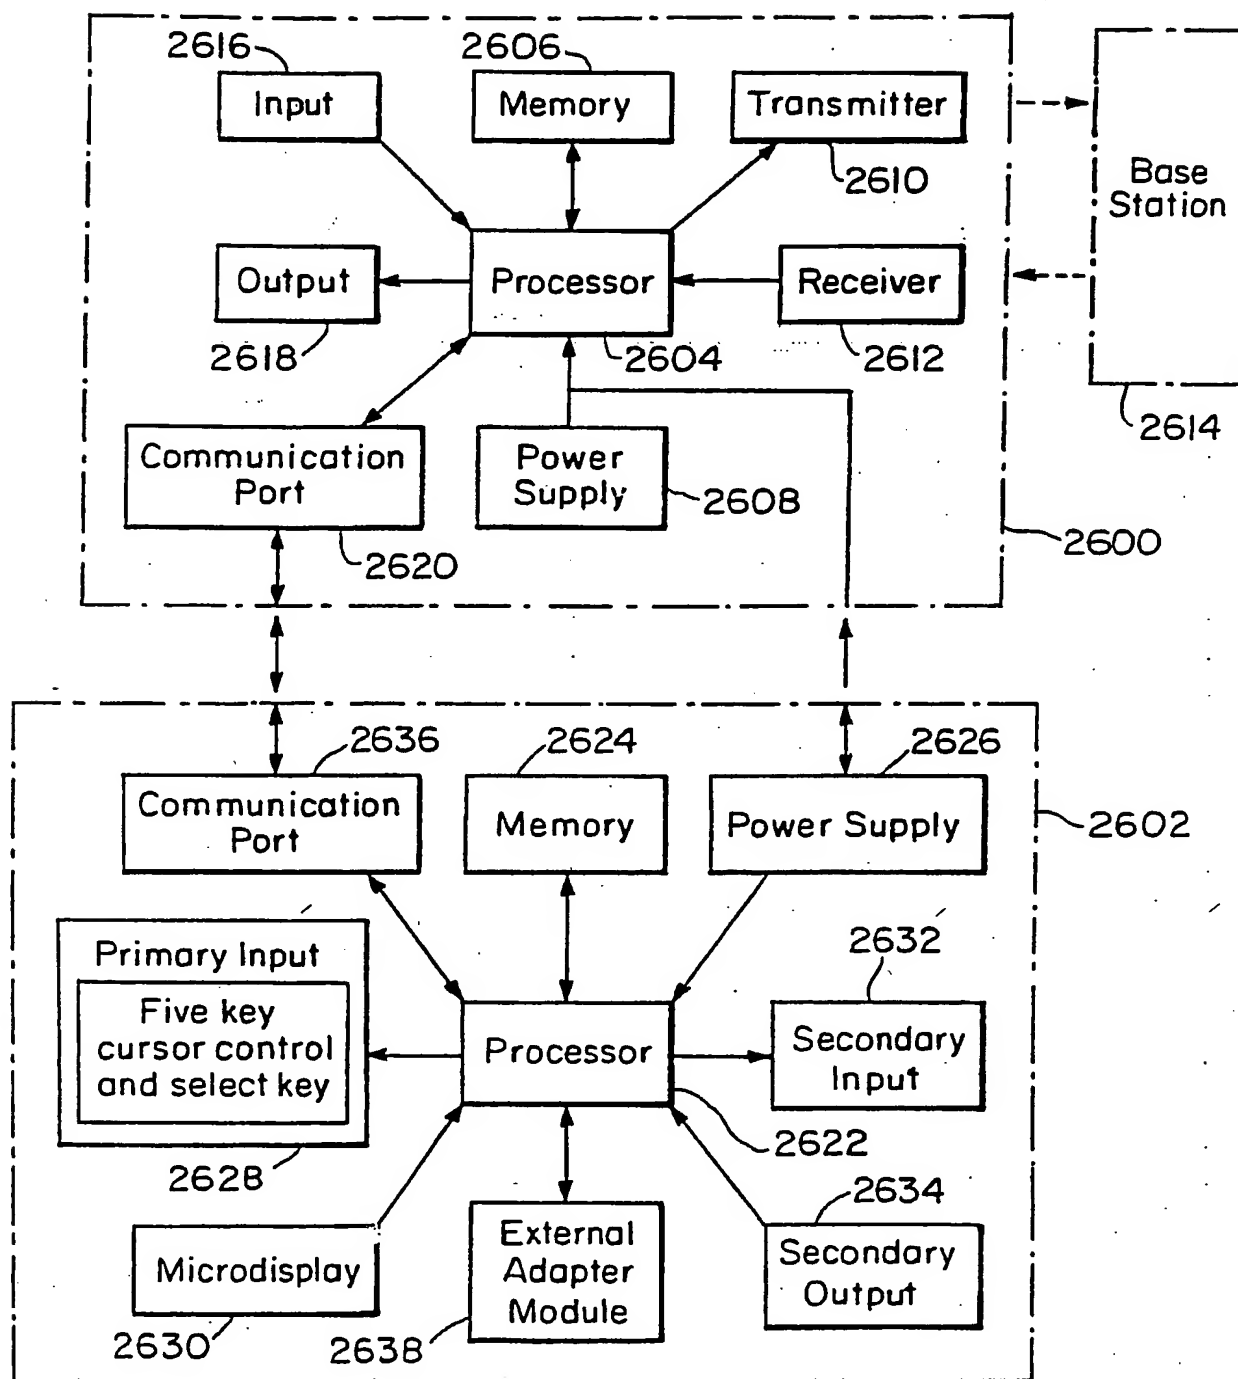 2616
2606
Input
Memory
Transmitter
2610
Base
Station
Output
Processor
Receiver
2618
2604
2612
2614
Communication
Port
Power
Supply
2608
2620
2600
2636
2624
2626
Communication
Port
Memory
Power Supply
2602
Primary Input
Five key
cursor control
and select key
2632
Processor
Secondary
Input
2628
2622
2634
Microdisplay
External
Adapter
Module
Secondary
Output
2630
2638